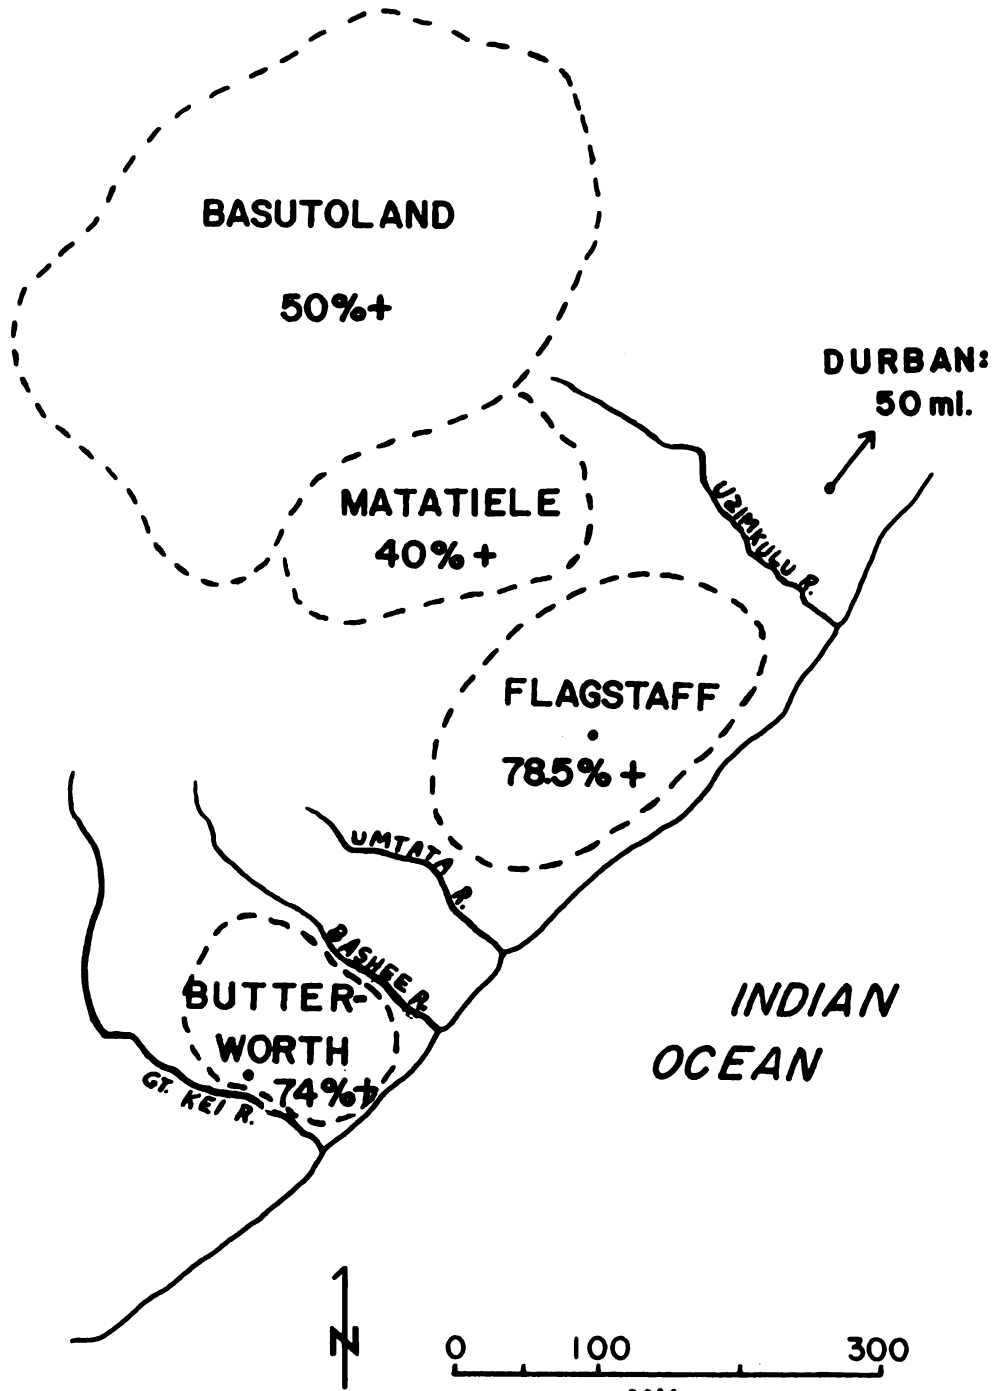 BASUTOLAND
50%+
DURBAN:
50 mi.
MATATIELE
40%+
UZIMKULU R.
FLAGSTAFF
78.5%+
UMTATA R.
BASHEE R.
BUTTER-
WORTH
74%+
GT. KEI R.
INDIAN
OCEAN
N
0 100 300